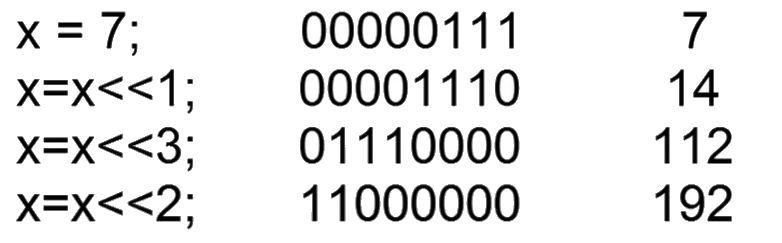 x = 7; 00000111 7
x=x<<1; 00001110 14
x=x<<3; 01110000 112
x=x<<2; 11000000 192